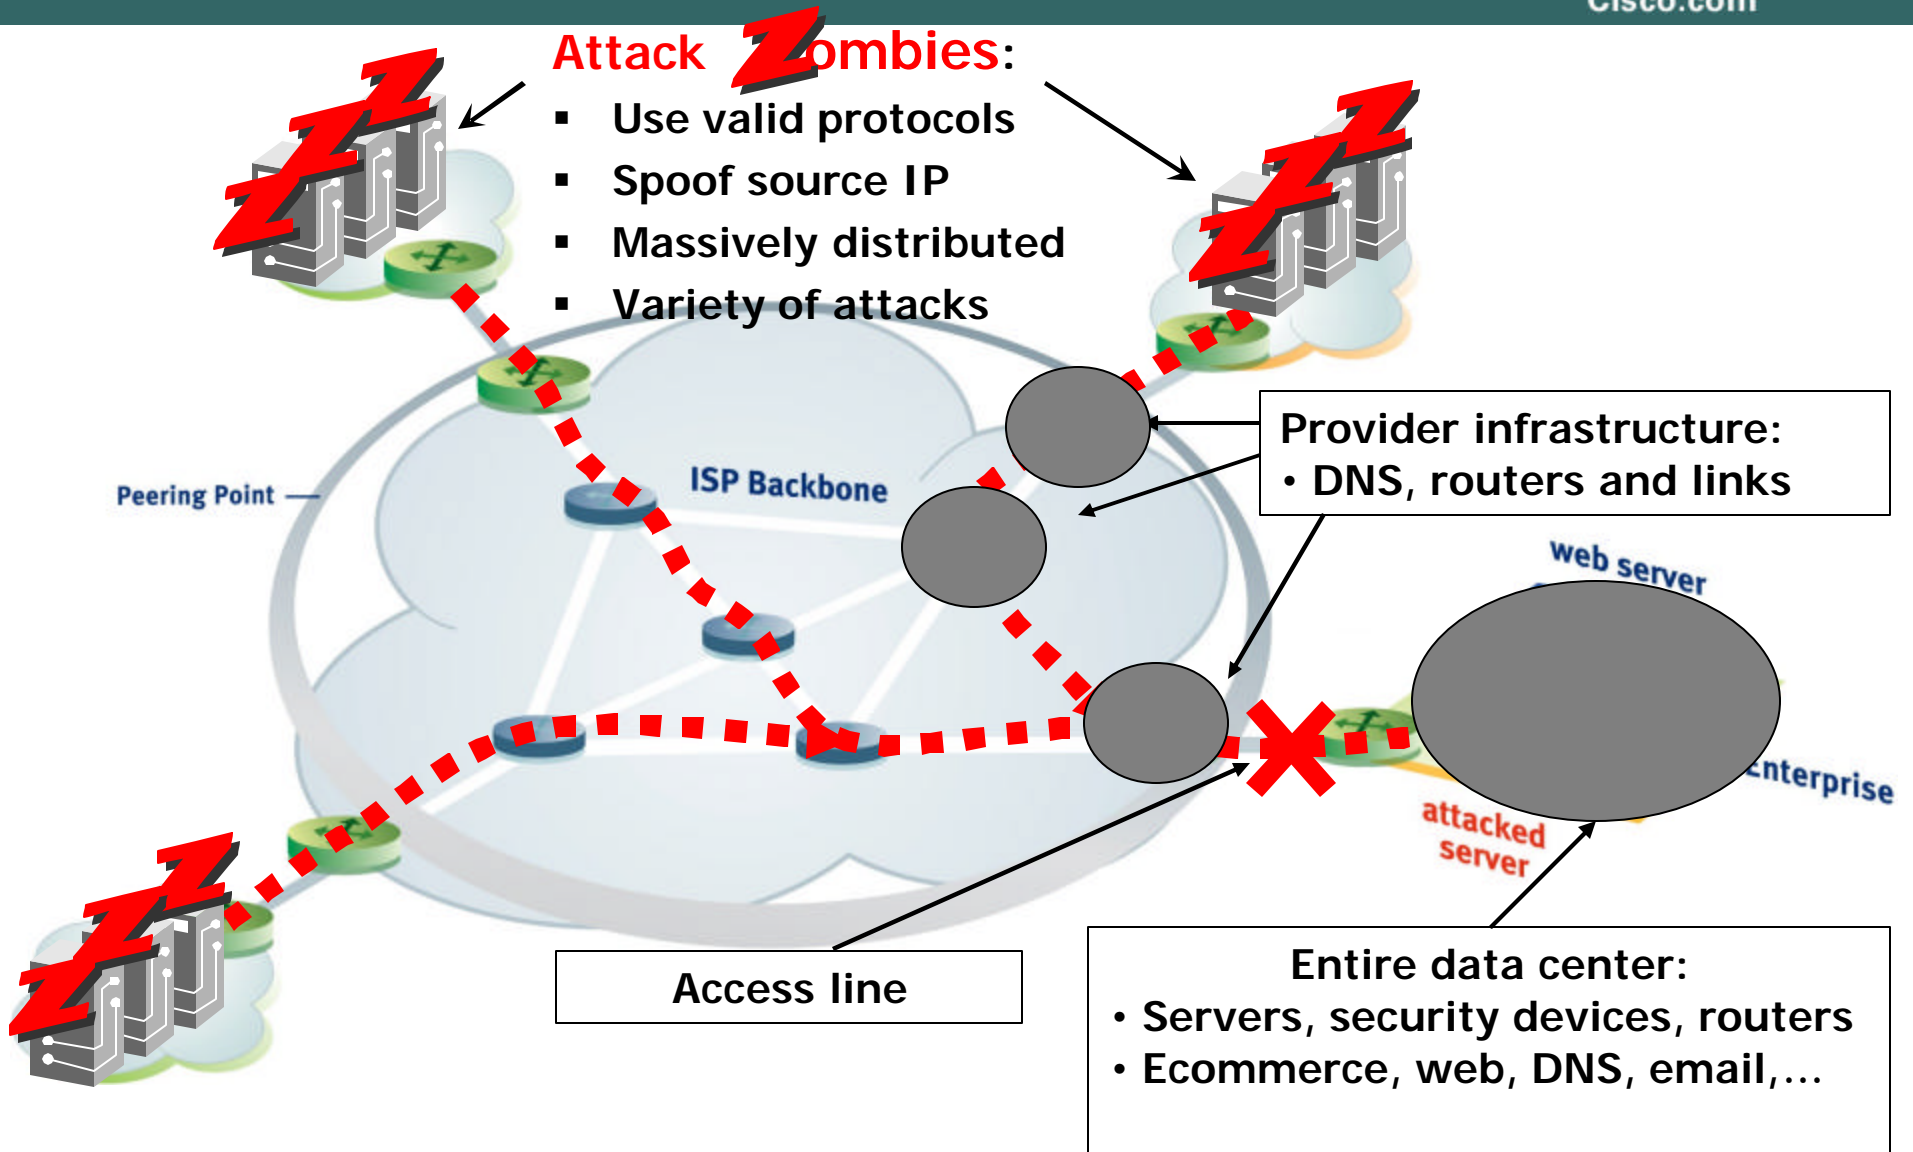 Cisco.com
Attack Zombies:
▪ Use valid protocols
▪ Spoof source IP
▪ Massively distributed
▪ Variety of attacks
Provider infrastructure:
• DNS, routers and links
Peering Point
ISP Backbone
web server
Enterprise
attacked
server
Access line
Entire data center:
• Servers, security devices, routers
• Ecommerce, web, DNS, email,...